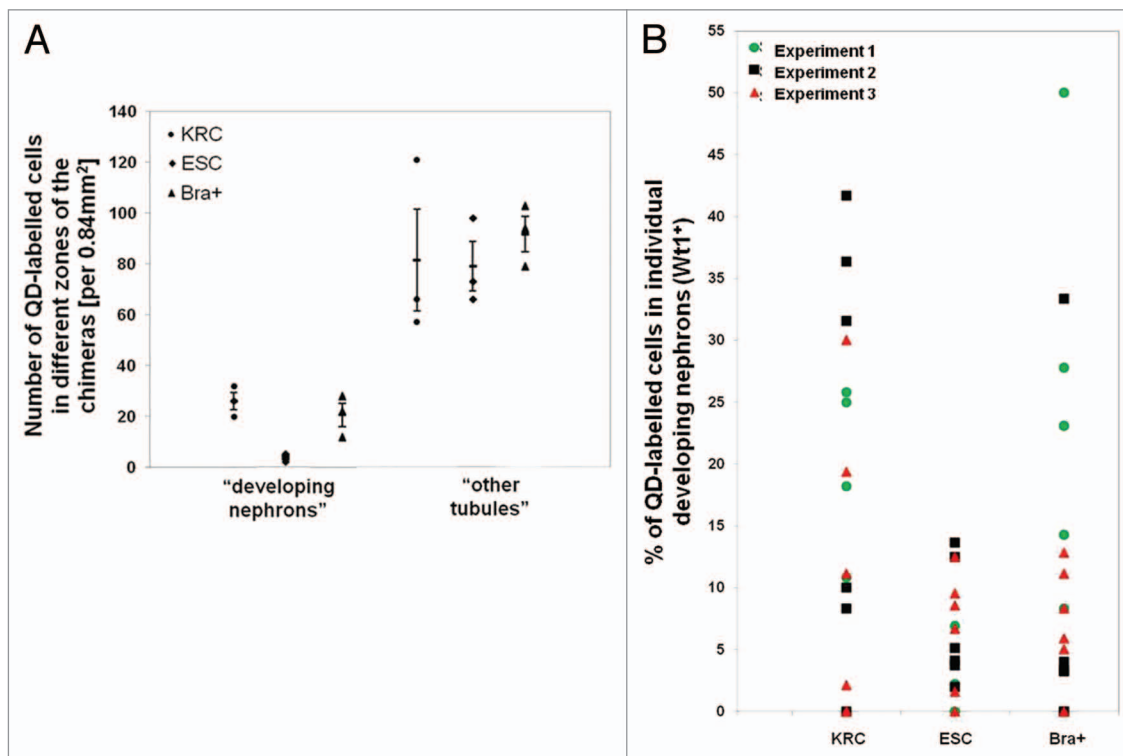 A
Number of QD-labelled cells
in different zones of the
chimeras [per 0.84mm²]
140
120
100
80
60
40
20
0
KRC
ESC
Bra+
"developing
nephrons"
"other
tubules"
B
% of QD-labelled cells in individual
developing nephrons (Wt1⁺)
55
50
45
40
35
30
25
20
15
10
5
0
Experiment 1
Experiment 2
Experiment 3
KRC
ESC
Bra+